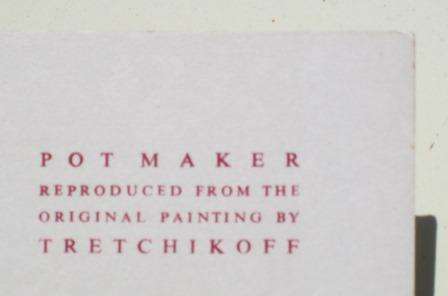 POT MAKER
REPRODUCED FROM THE
ORIGINAL PAINTING BY
TRETCHIKOFF